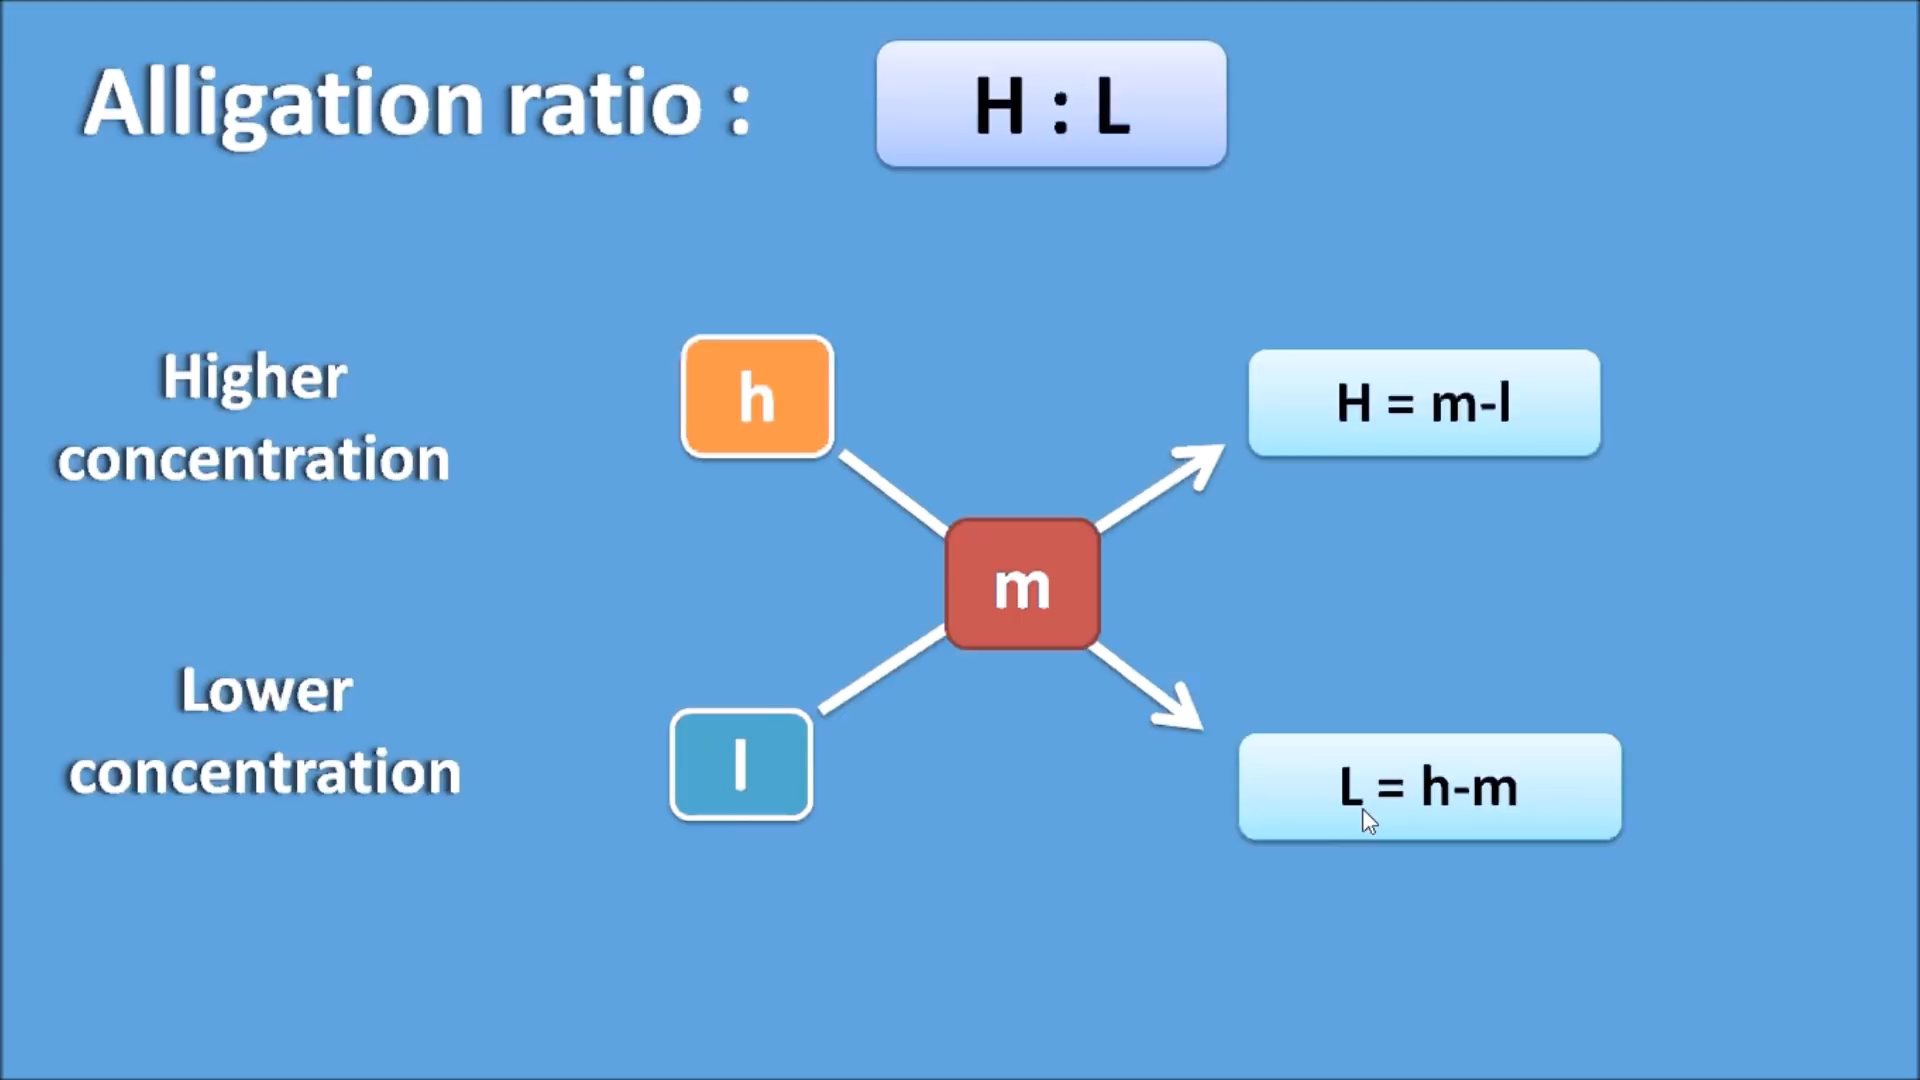 Alligation ratio :
H : L
Higher
concentration
h
H = m-l
m
Lower
concentration
l
L = h-m